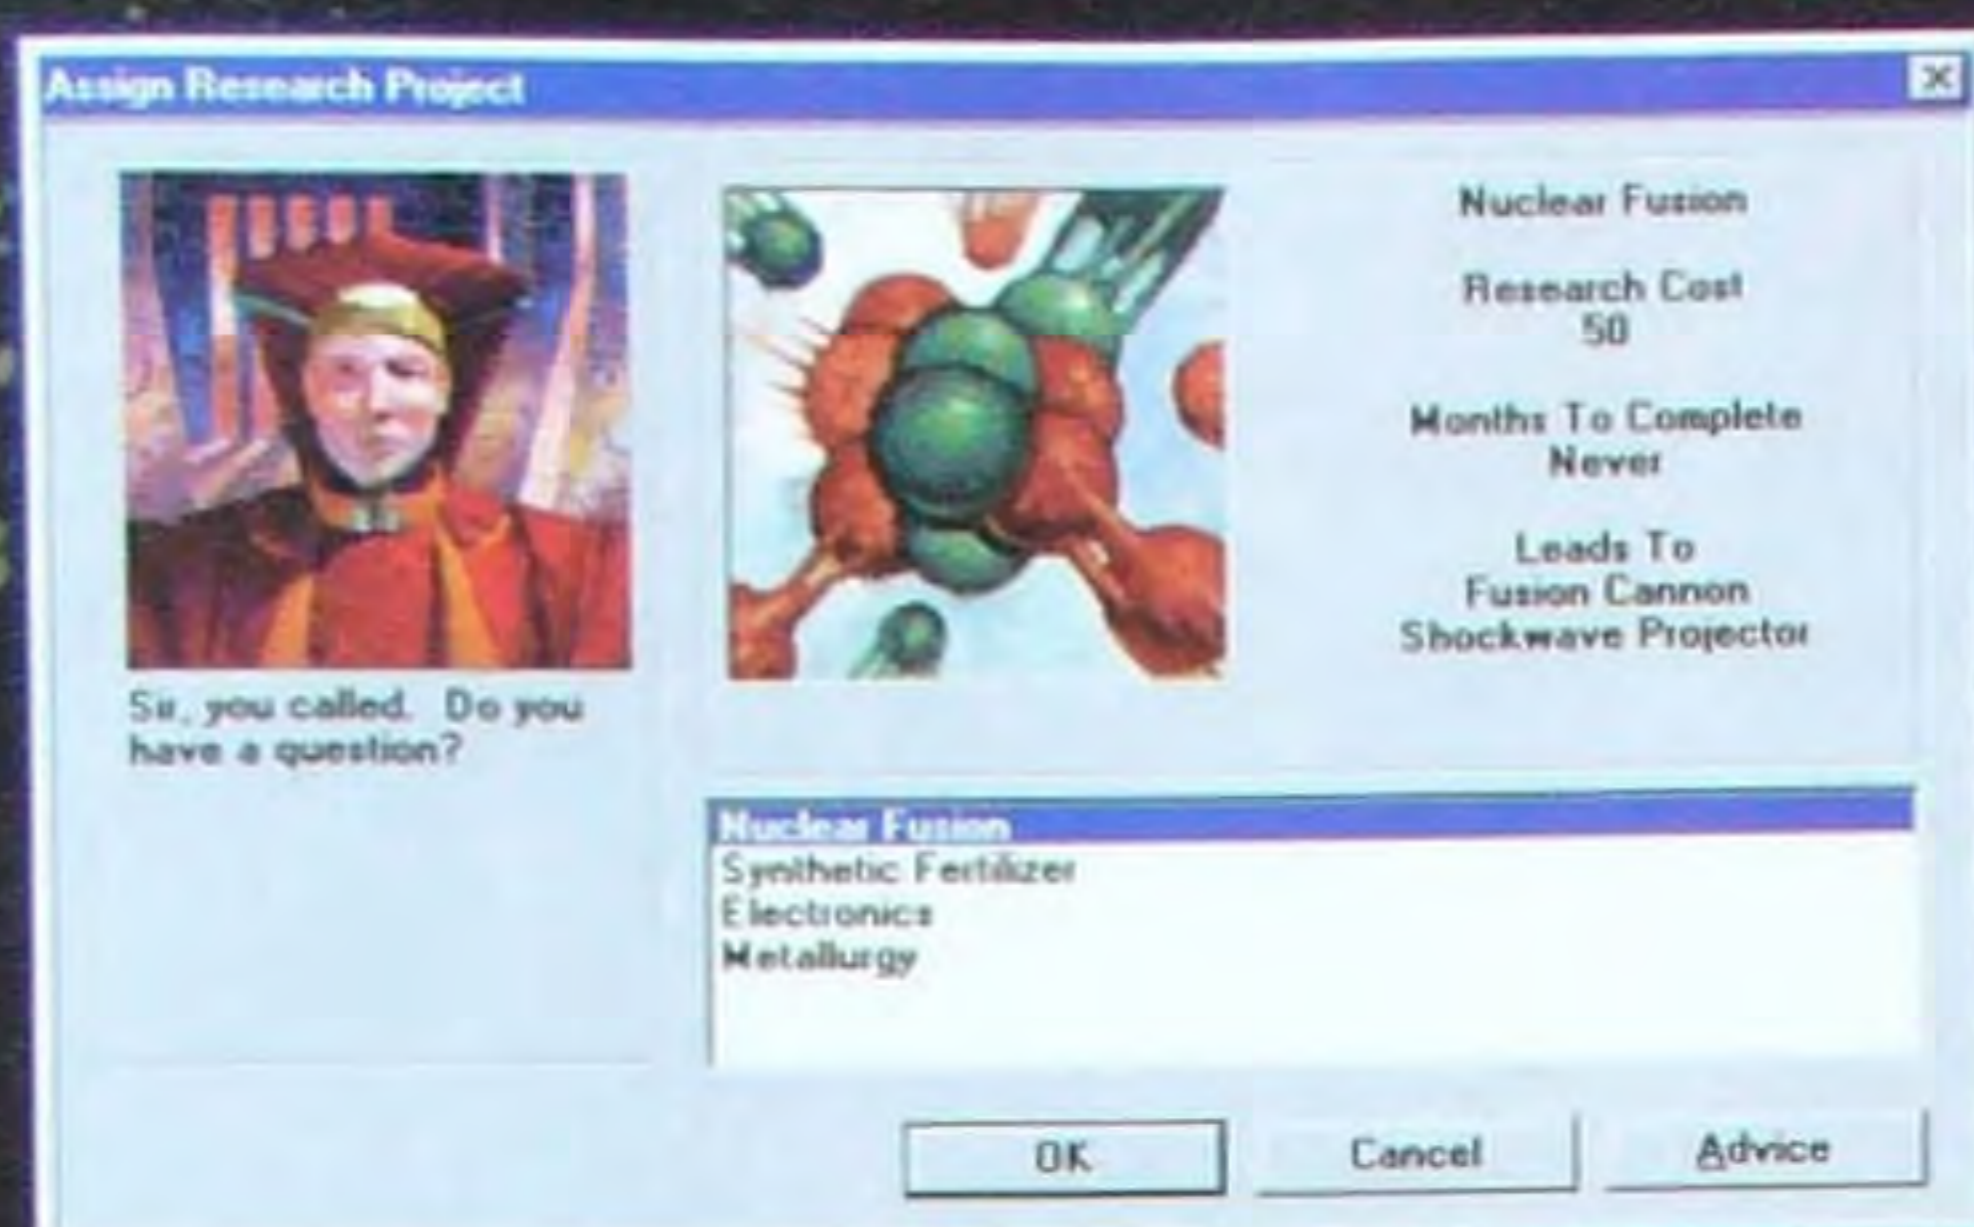 Assign Research Project
Nuclear Fusion
Research Cost
50
Months To Complete
Never
Leads To
Fusion Cannon
Shockwave Projector
Sir, you called. Do you
have a question?
Nuclear Fusion
Synthetic Fertilizer
Electronics
Metallurgy
OK
Cancel
Advice